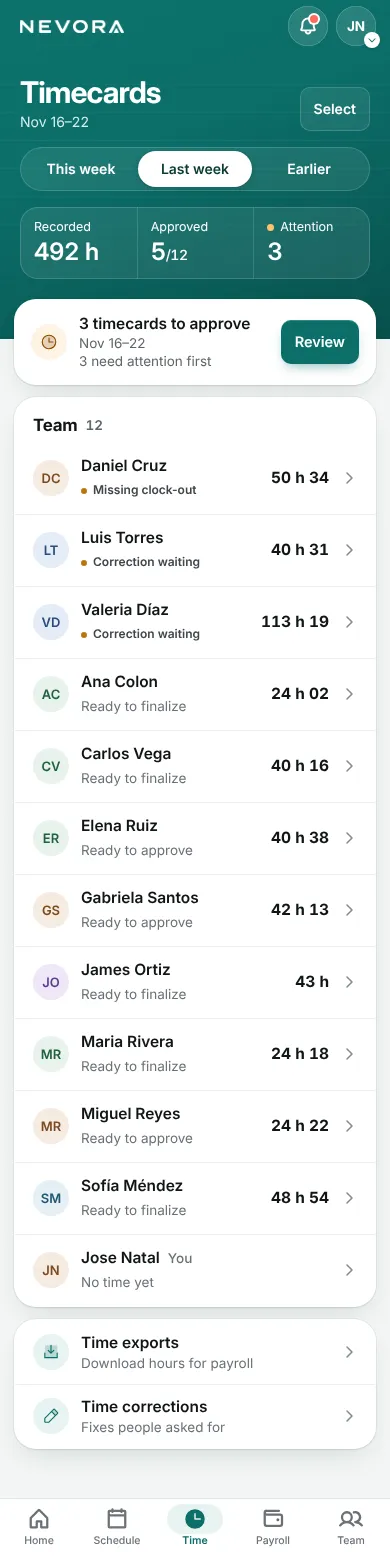 NEVORA
JN
Timecards
Nov 16–22
Select
This week
Last week
Earlier
Recorded
492 h
Approved
5/12
Attention
3
3 timecards to approve
Nov 16–22
3 need attention first
Review
Team 12
DC
Daniel Cruz
Missing clock-out
50 h 34
LT
Luis Torres
Correction waiting
40 h 31
VD
Valeria Díaz
Correction waiting
113 h 19
AC
Ana Colon
Ready to finalize
24 h 02
CV
Carlos Vega
Ready to finalize
40 h 16
ER
Elena Ruiz
Ready to approve
40 h 38
GS
Gabriela Santos
Ready to approve
42 h 13
JO
James Ortiz
Ready to finalize
43 h
MR
Maria Rivera
Ready to finalize
24 h 18
MR
Miguel Reyes
Ready to approve
24 h 22
SM
Sofía Méndez
Ready to finalize
48 h 54
JN
Jose Natal You
No time yet
Time exports
Download hours for payroll
Time corrections
Fixes people asked for
Home
Schedule
Time
Payroll
Team